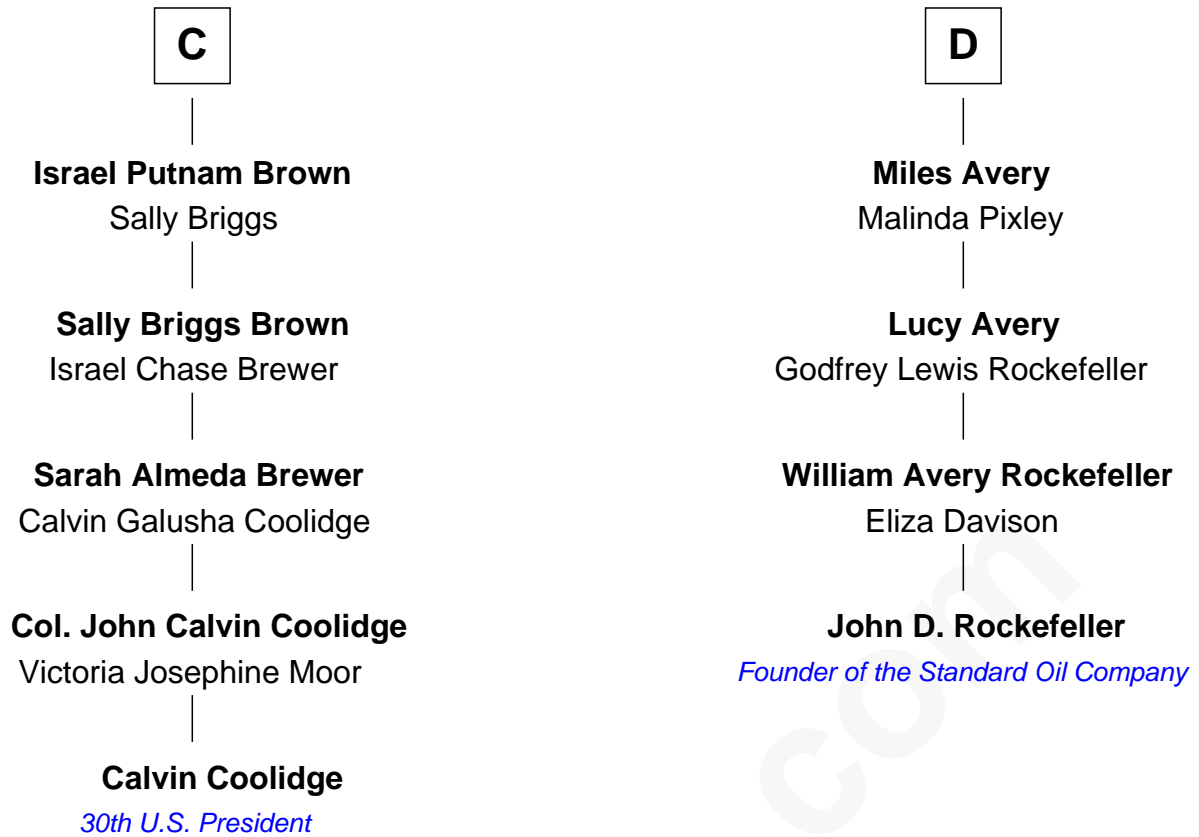 C
Israel Putnam Brown
Sally Briggs
Sally Briggs Brown
Israel Chase Brewer
Sarah Almeda Brewer
Calvin Galusha Coolidge
Col. John Calvin Coolidge
Victoria Josephine Moor
Calvin Coolidge
30th U.S. President
D
Miles Avery
Malinda Pixley
Lucy Avery
Godfrey Lewis Rockefeller
William Avery Rockefeller
Eliza Davison
John D. Rockefeller
Founder of the Standard Oil Company
com